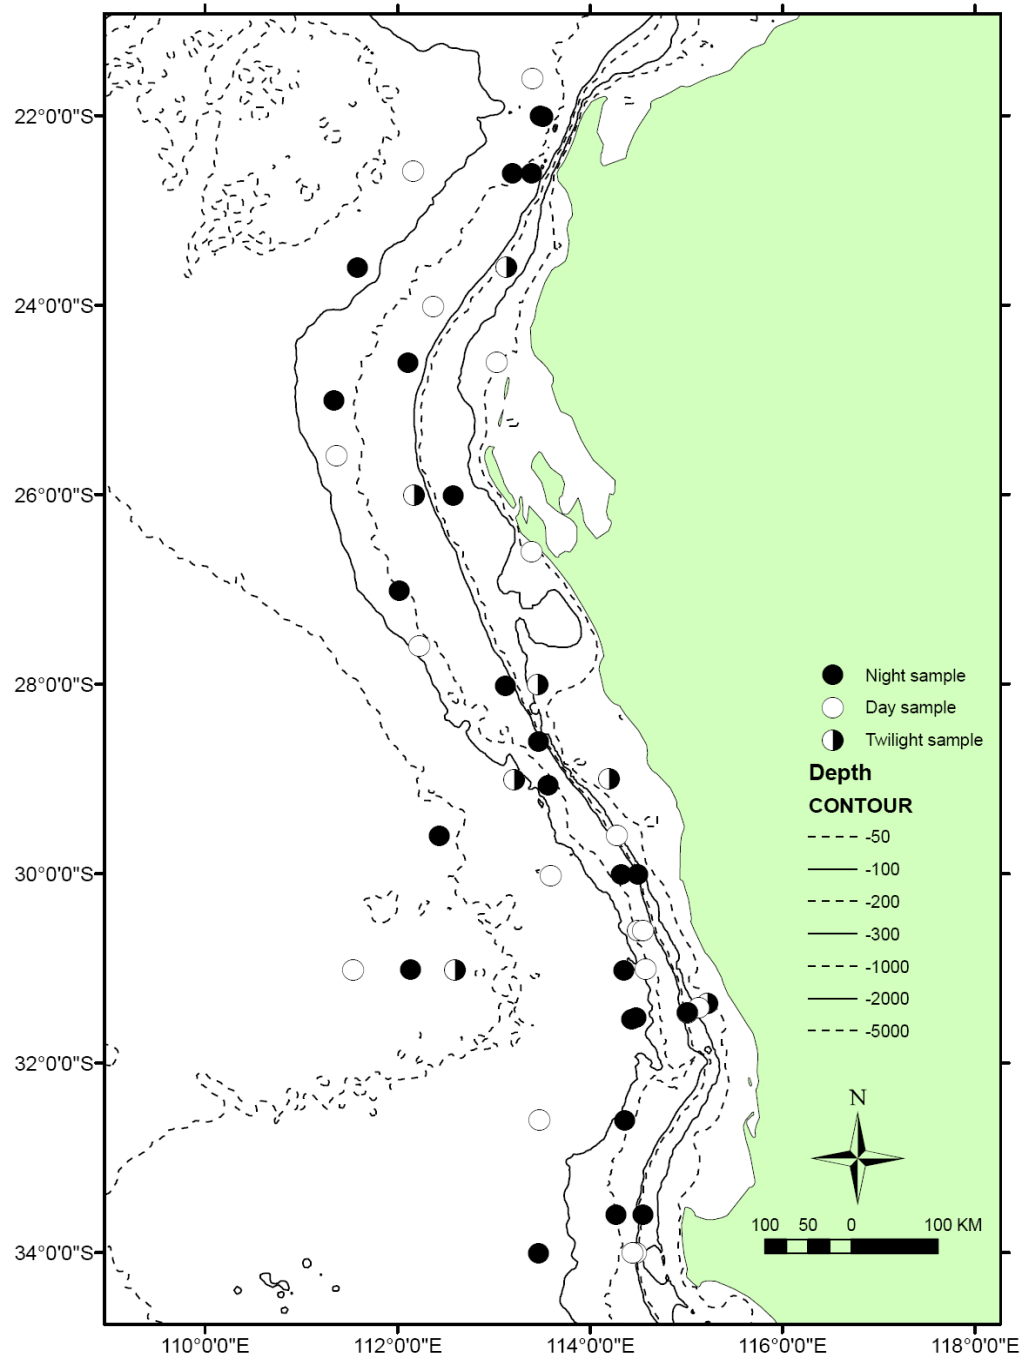 22°0'0"S
24°0'0"S
26°0'0"S
28°0'0"S
30°0'0"S
32°0'0"S
34°0'0"S
Night sample
Day sample
Twilight sample
Depth
CONTOUR
-50
-100
-200
-300
-1000
-2000
-5000
N
100 50 0 100 KM
110°0'0"E 112°0'0"E 114°0'0"E 116°0'0"E 118°0'0"E